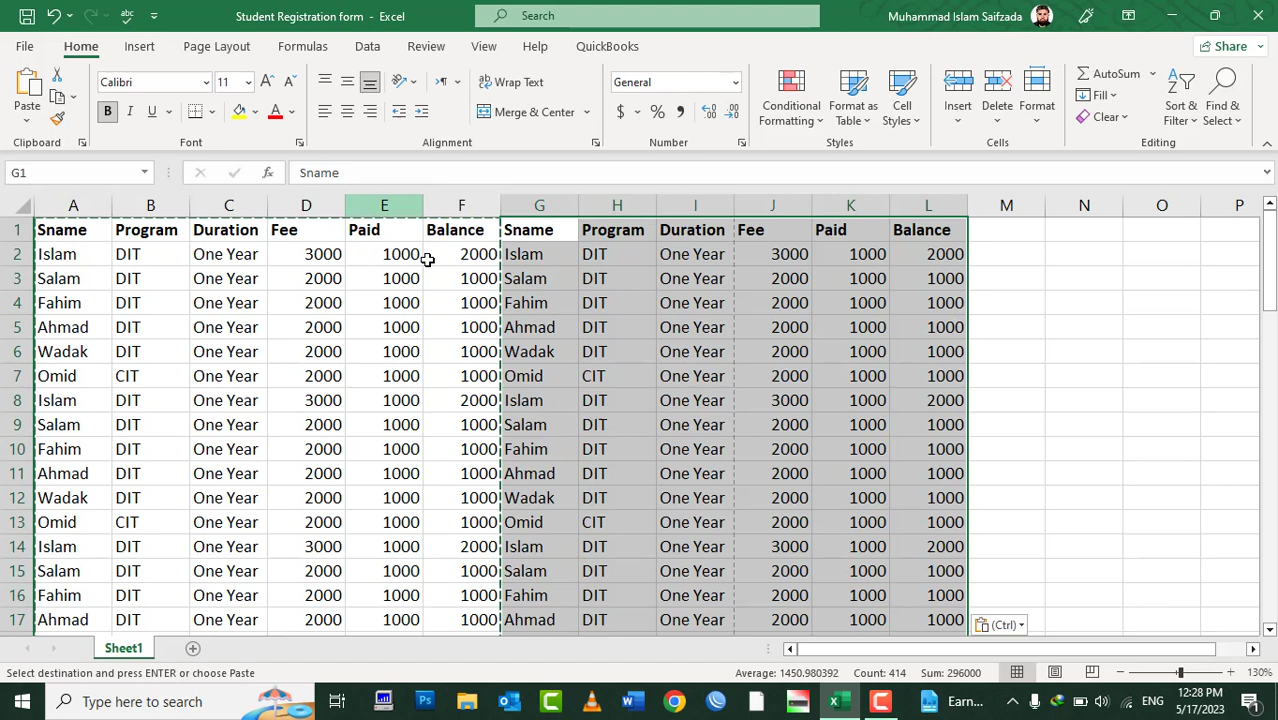 Student Registration form - Excel
Search
Muhammad Islam Saifzada
File Home Insert Page Layout Formulas Data Review View Help QuickBooks Share
Paste Calibri 11 Wrap Text General Conditional Formatting Format as Table Cell Styles Insert Delete Format AutoSum Sort & Filter Find & Select
Merge & Center Fill
Clear
Clipboard Font Alignment Number Styles Cells Editing
G1 fx Sname
A B C D E F G H I J K L M N O P
1 Sname Program Duration Fee Paid Balance Sname Program Duration Fee Paid Balance
2 Islam DIT One Year 3000 1000 2000 Islam DIT One Year 3000 1000 2000
3 Salam DIT One Year 2000 1000 1000 Salam DIT One Year 2000 1000 1000
4 Fahim DIT One Year 2000 1000 1000 Fahim DIT One Year 2000 1000 1000
5 Ahmad DIT One Year 2000 1000 1000 Ahmad DIT One Year 2000 1000 1000
6 Wadak DIT One Year 2000 1000 1000 Wadak DIT One Year 2000 1000 1000
7 Omid CIT One Year 2000 1000 1000 Omid CIT One Year 2000 1000 1000
8 Islam DIT One Year 3000 1000 2000 Islam DIT One Year 3000 1000 2000
9 Salam DIT One Year 2000 1000 1000 Salam DIT One Year 2000 1000 1000
10 Fahim DIT One Year 2000 1000 1000 Fahim DIT One Year 2000 1000 1000
11 Ahmad DIT One Year 2000 1000 1000 Ahmad DIT One Year 2000 1000 1000
12 Wadak DIT One Year 2000 1000 1000 Wadak DIT One Year 2000 1000 1000
13 Omid CIT One Year 2000 1000 1000 Omid CIT One Year 2000 1000 1000
14 Islam DIT One Year 3000 1000 2000 Islam DIT One Year 3000 1000 2000
15 Salam DIT One Year 2000 1000 1000 Salam DIT One Year 2000 1000 1000
16 Fahim DIT One Year 2000 1000 1000 Fahim DIT One Year 2000 1000 1000
17 Ahmad DIT One Year 2000 1000 1000 Ahmad DIT One Year 2000 1000 1000
(Ctrl)
Sheet1
Select destination and press ENTER or choose Paste Average: 1450.980392 Count: 414 Sum: 296000 130%
Type here to search Earn... ENG 12:28 PM
5/17/2023